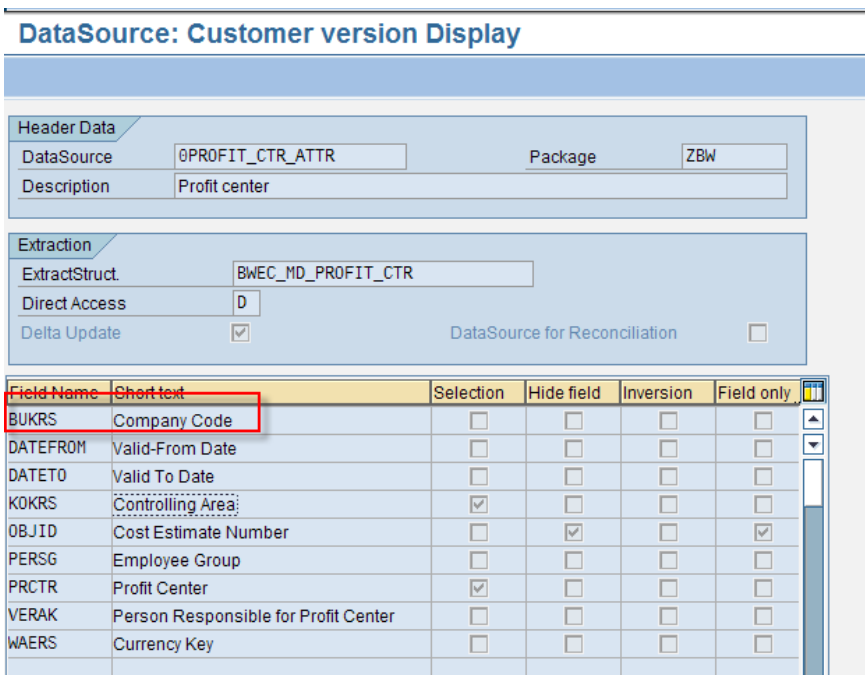 DataSource: Customer version Display
Header Data
DataSource 0PROFIT_CTR_ATTR Package ZBW
Description Profit center
Extraction
ExtractStruct. BWEC_MD_PROFIT_CTR
Direct Access D
Delta Update DataSource for Reconciliation
Field Name Short text Selection Hide field Inversion Field only
BUKRS Company Code
DATEFROM Valid-From Date
DATETO Valid To Date
KOKRS Controlling Area
OBJID Cost Estimate Number
PERSG Employee Group
PRCTR Profit Center
VERAK Person Responsible for Profit Center
WAERS Currency Key